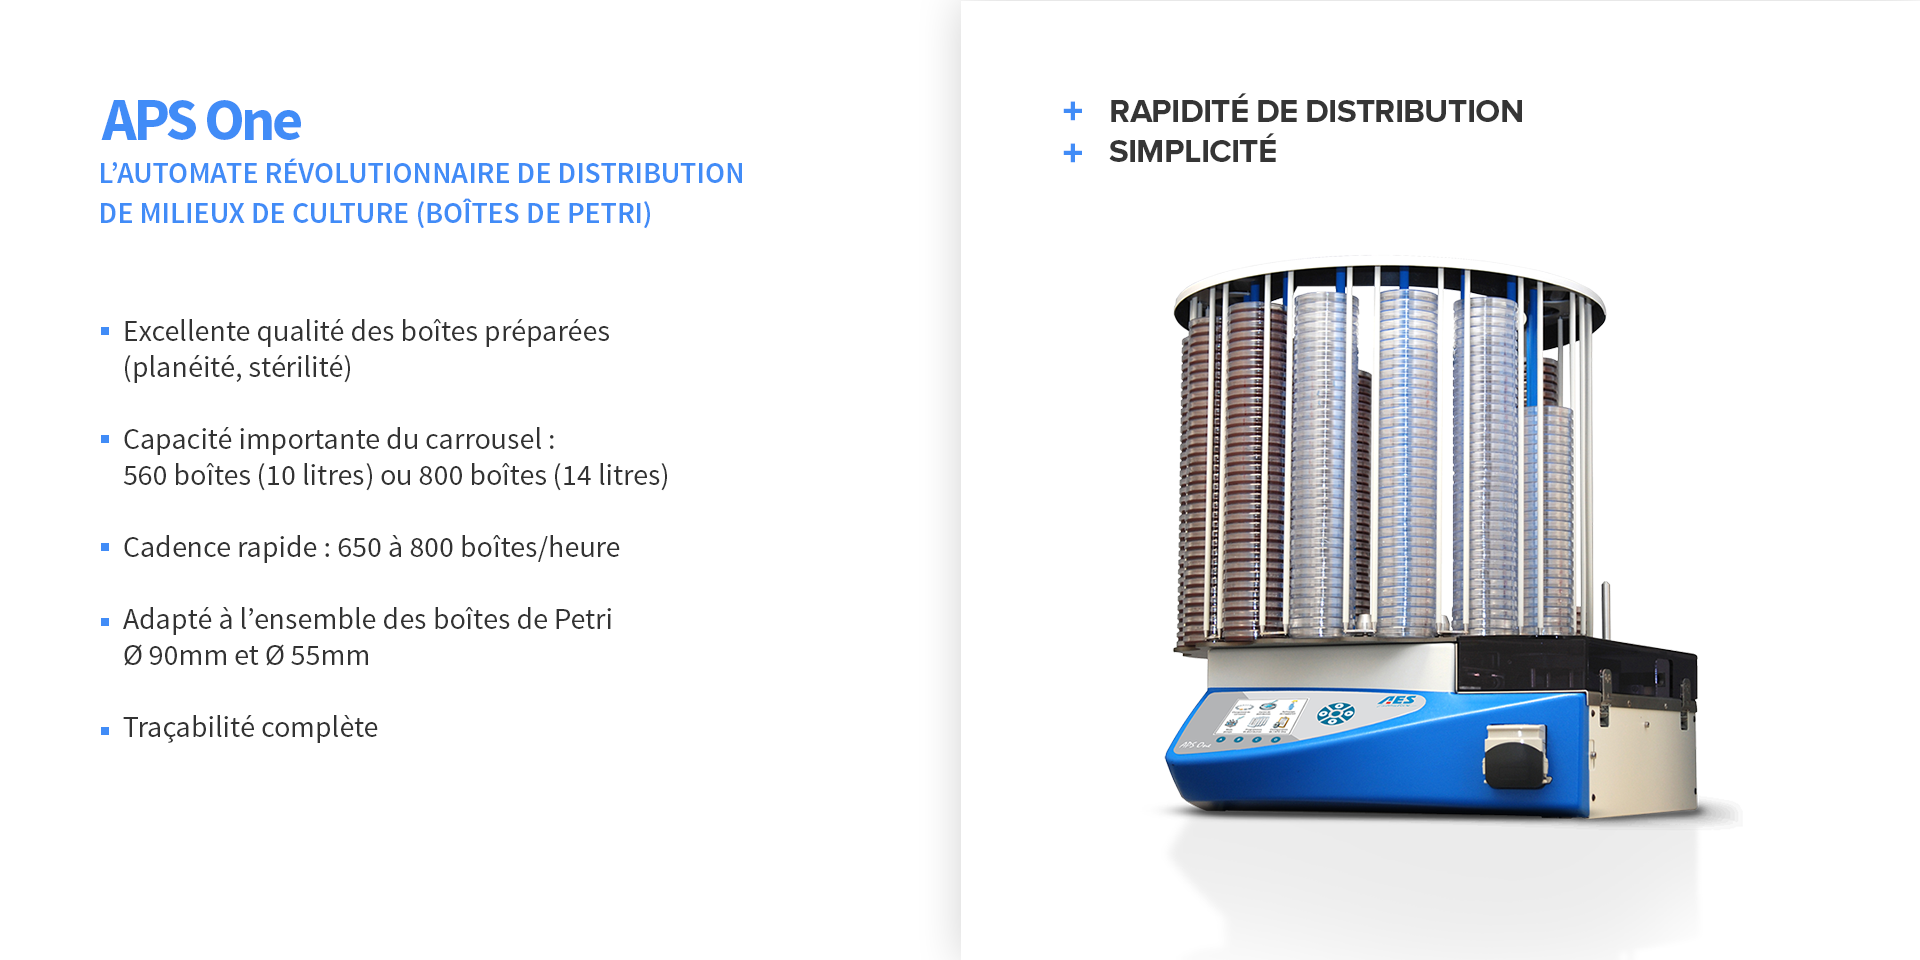 APS One
L’AUTOMATE RÉVOLUTIONNAIRE DE DISTRIBUTION
DE MILIEUX DE CULTURE (BOÎTES DE PETRI)
▪ Excellente qualité des boîtes préparées
(planéité, stérilité)
▪ Capacité importante du carrousel :
560 boîtes (10 litres) ou 800 boîtes (14 litres)
▪ Cadence rapide : 650 à 800 boîtes/heure
▪ Adapté à l’ensemble des boîtes de Petri
Ø 90mm et Ø 55mm
▪ Traçabilité complète
+ RAPIDITÉ DE DISTRIBUTION
+ SIMPLICITÉ
AES
APS One